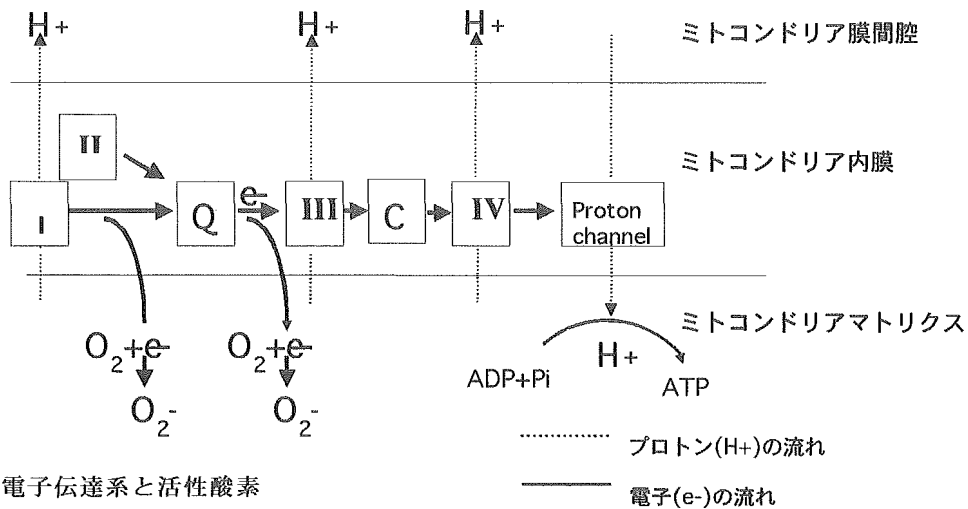 H+ H+ H+ ミトコンドリア膜間腔
II ミトコンドリア内膜
I Q e- III C IV Proton
channel
ミトコンドリアマトリクス
O2+e- O2+e- H+
ADP+Pi ATP
O2- O2-
プロトン(H+)の流れ
電子伝達系と活性酸素
電子(e-)の流れ